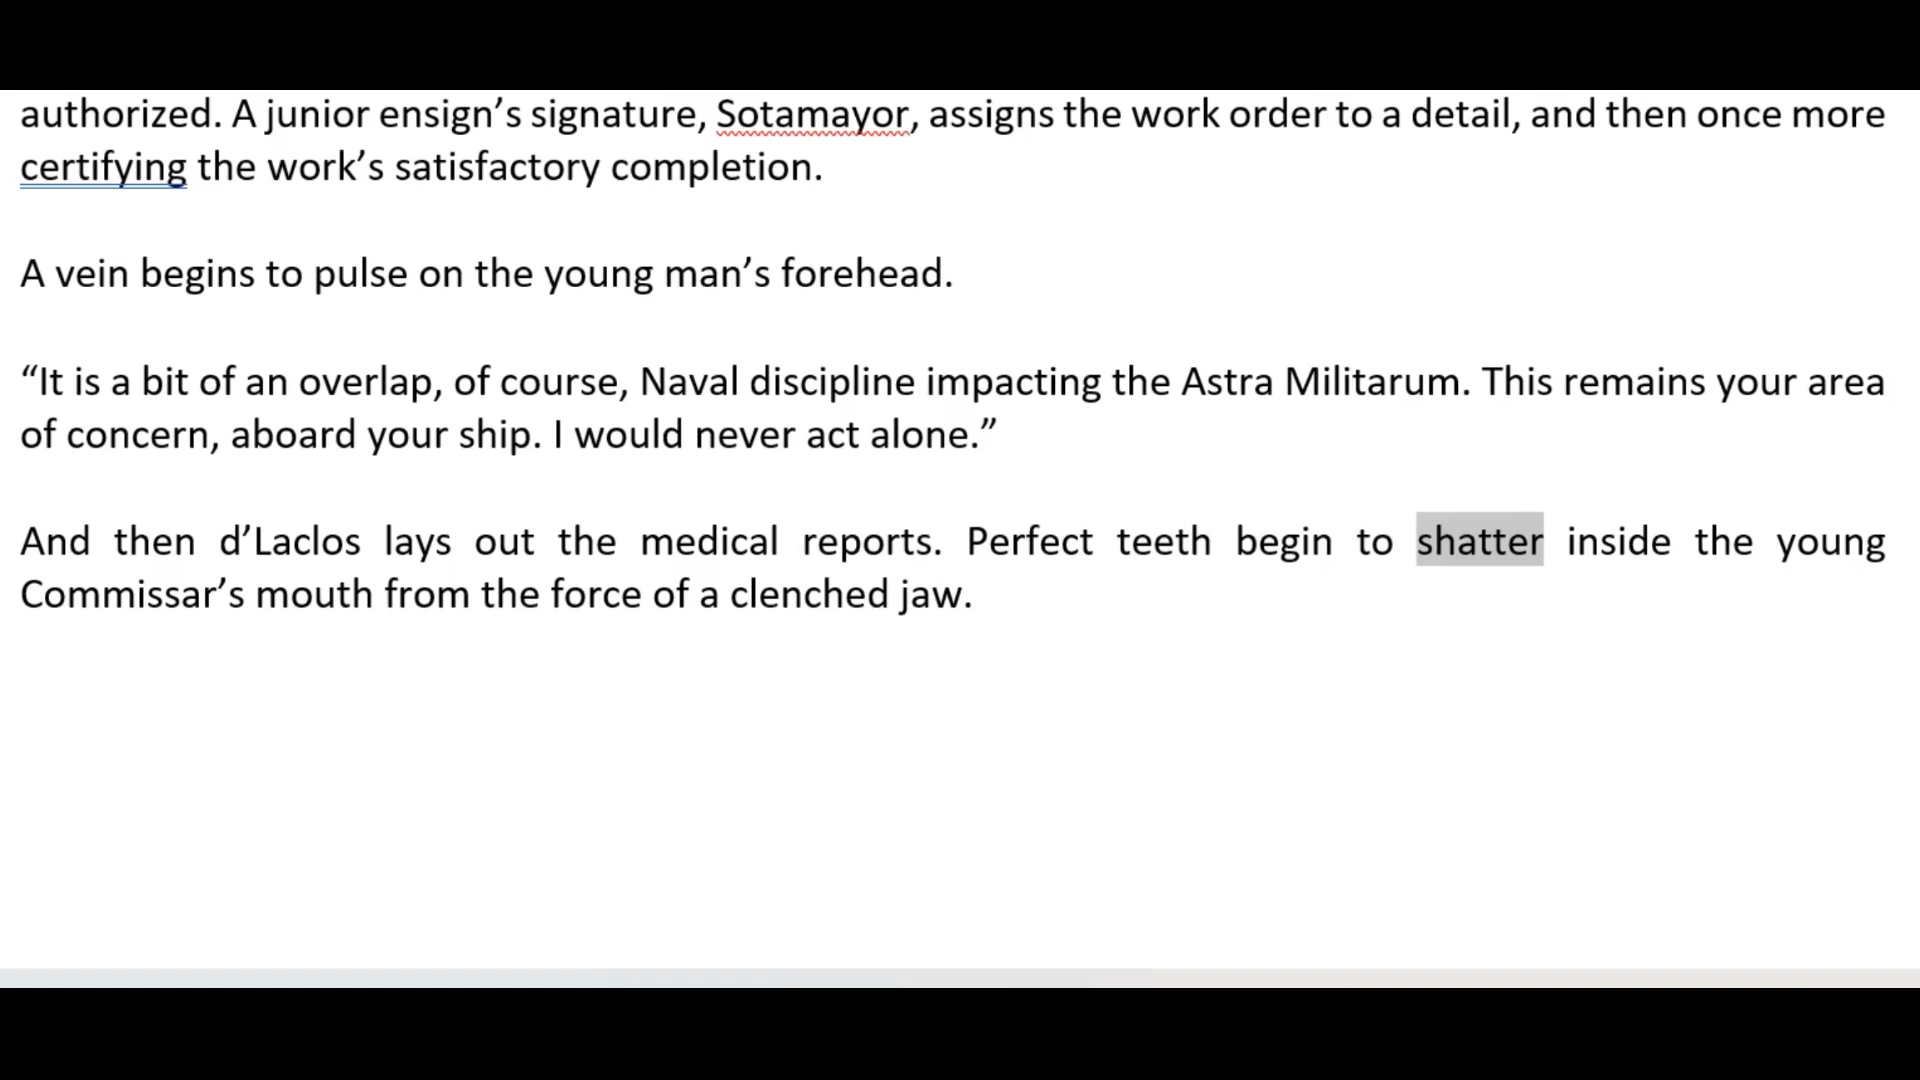 authorized. A junior ensign’s signature, Sotamayor, assigns the work order to a detail, and then once more
certifying the work’s satisfactory completion.
A vein begins to pulse on the young man’s forehead.
“It is a bit of an overlap, of course, Naval discipline impacting the Astra Militarum. This remains your area
of concern, aboard your ship. I would never act alone.”
And then d’Laclos lays out the medical reports. Perfect teeth begin to shatter inside the young
Commissar’s mouth from the force of a clenched jaw.